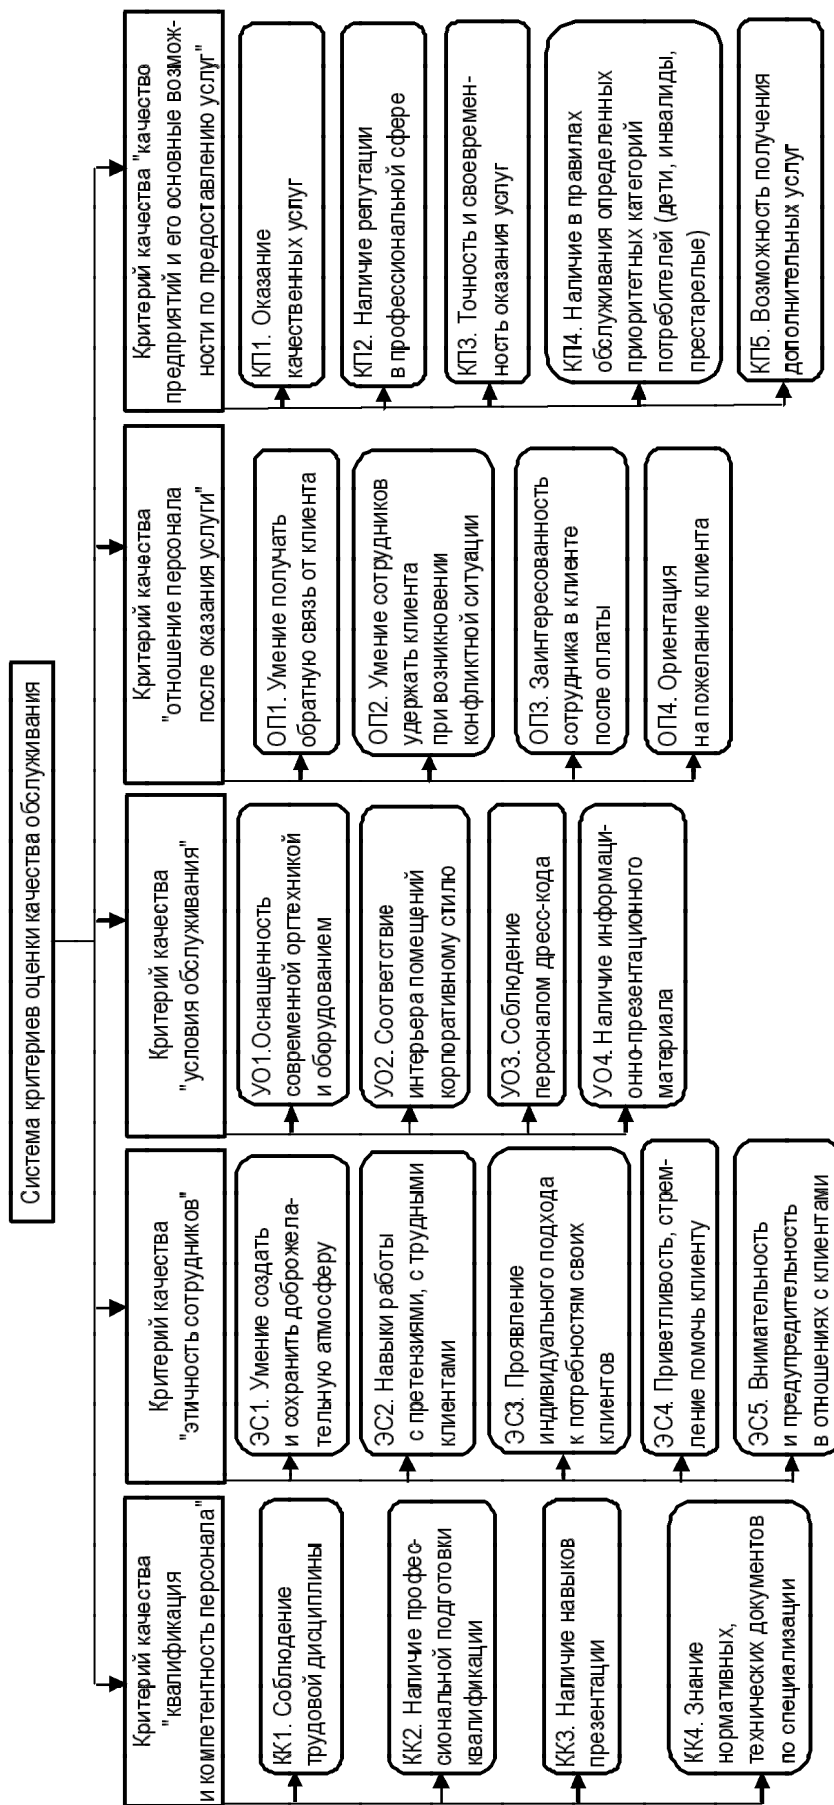 Система критериев оценки качества обслуживания
Критерий качества
"квалификация
и компетентность персонала"
КК1. Соблюдение
трудовой дисциплины
КК2. Наличие профес-
сиональной подготовки
квалификации
КК3. Наличие навыков
презентации
КК4. Знание
нормативных,
технических документов
по специализации
Критерий качества
"этичность сотрудников"
ЭС1. Умение создать
и сохранить доброжела-
тельную атмосферу
ЭС2. Навыки работы
с претензиями, с трудными
клиентами
ЭС3. Проявление
индивидуального подхода
к потребностям своих
клиентов
ЭС4. Приветливость, стрем-
ление помочь клиенту
ЭС5. Внимательность
и предупредительность
в отношениях с клиентами
Критерий качества
"условия обслуживания"
УО1.Оснащенность
современной оргтехникой
и оборудованием
УО2. Соответствие
интерьера помещений
корпоративному стилю
УО3. Соблюдение
персоналом дресс-кода
УО4. Наличие информаци-
онно-презентационного
материала
Критерий качества
"отношение персонала
после оказания услуги"
ОП1. Умение получать
обратную связь от клиента
ОП2. Умение сотрудников
удержать клиента
при возникновении
конфликтной ситуации
ОП3. Заинтересованность
сотрудника в клиенте
после оплаты
ОП4. Ориентация
на пожелание клиента
Критерий качества "качество
предприятий и его основные возмож-
ности по предоставлению услуг"
КП1. Оказание
качественных услуг
КП2. Наличие репутации
в профессиональной сфере
КП3. Точность и своевремен-
ность оказания услуг
КП4. Наличие в правилах
обслуживания определенных
приоритетных категорий
потребителей (дети, инвалиды,
престарелые)
КП5. Возможность получения
дополнительных услуг